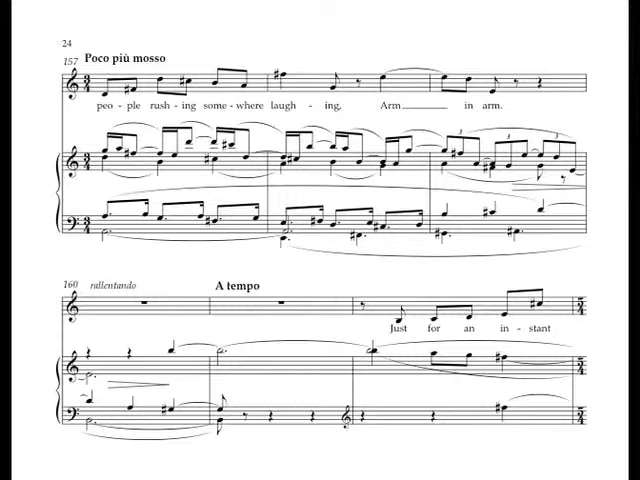 24
157 Poco più mosso
peo - ple rush - ing some - where laugh - ing, Arm in arm.
3 3 3
160 rallentando A tempo
Just for an in - stant